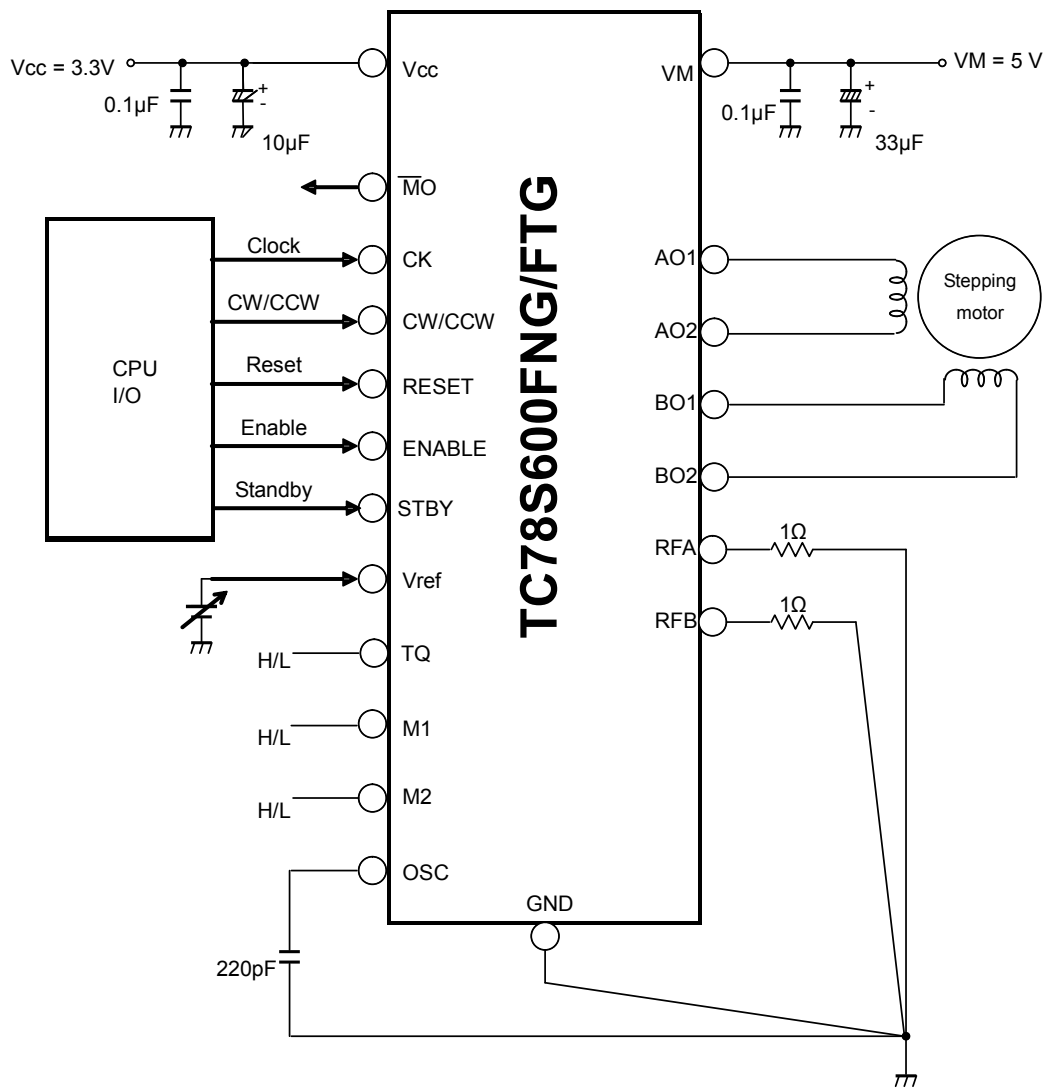 Vcc = 3.3V
Vcc
VM
VM = 5 V
0.1µF
+
-
10µF
0.1µF
+
-
33µF
M̅O
Clock
CK
CW/CCW
CW/CCW
Reset
RESET
Enable
ENABLE
Standby
STBY
CPU
I/O
Vref
H/L
TQ
H/L
M1
H/L
M2
OSC
220pF
GND
TC78S600FNG/FTG
AO1
AO2
BO1
BO2
Stepping
motor
RFA
1Ω
RFB
1Ω